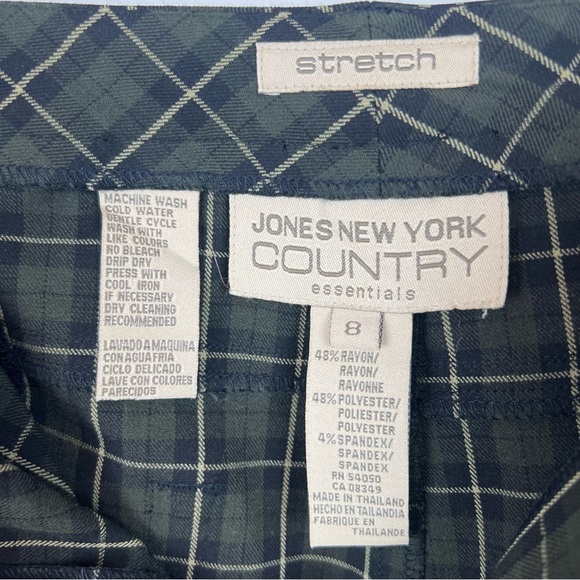 stretch
MACHINE WASH
COLD WATER
GENTLE CYCLE
WASH WITH
LIKE COLORS
NO BLEACH
DRIP DRY
PRESS WITH
COOL IRON
IF NECESSARY
DRY CLEANING
RECOMMENDED
LAVADO A MAQUINA
CON AGUA FRIA
CICLO DELICADO
LAVE CON COLORES
PARECIDOS
JONES NEW YORK
COUNTRY
essentials
8
48% RAYON/
RAYON/
RAYONNE
48% POLYESTER/
POLIESTER/
POLYESTER
4% SPANDEX/
SPANDEX/
SPANDEX
RN 54050
CA 08349
MADE IN THAILAND
HECHO EN TAILANDIA
FABRIQUE EN
THAILANDE